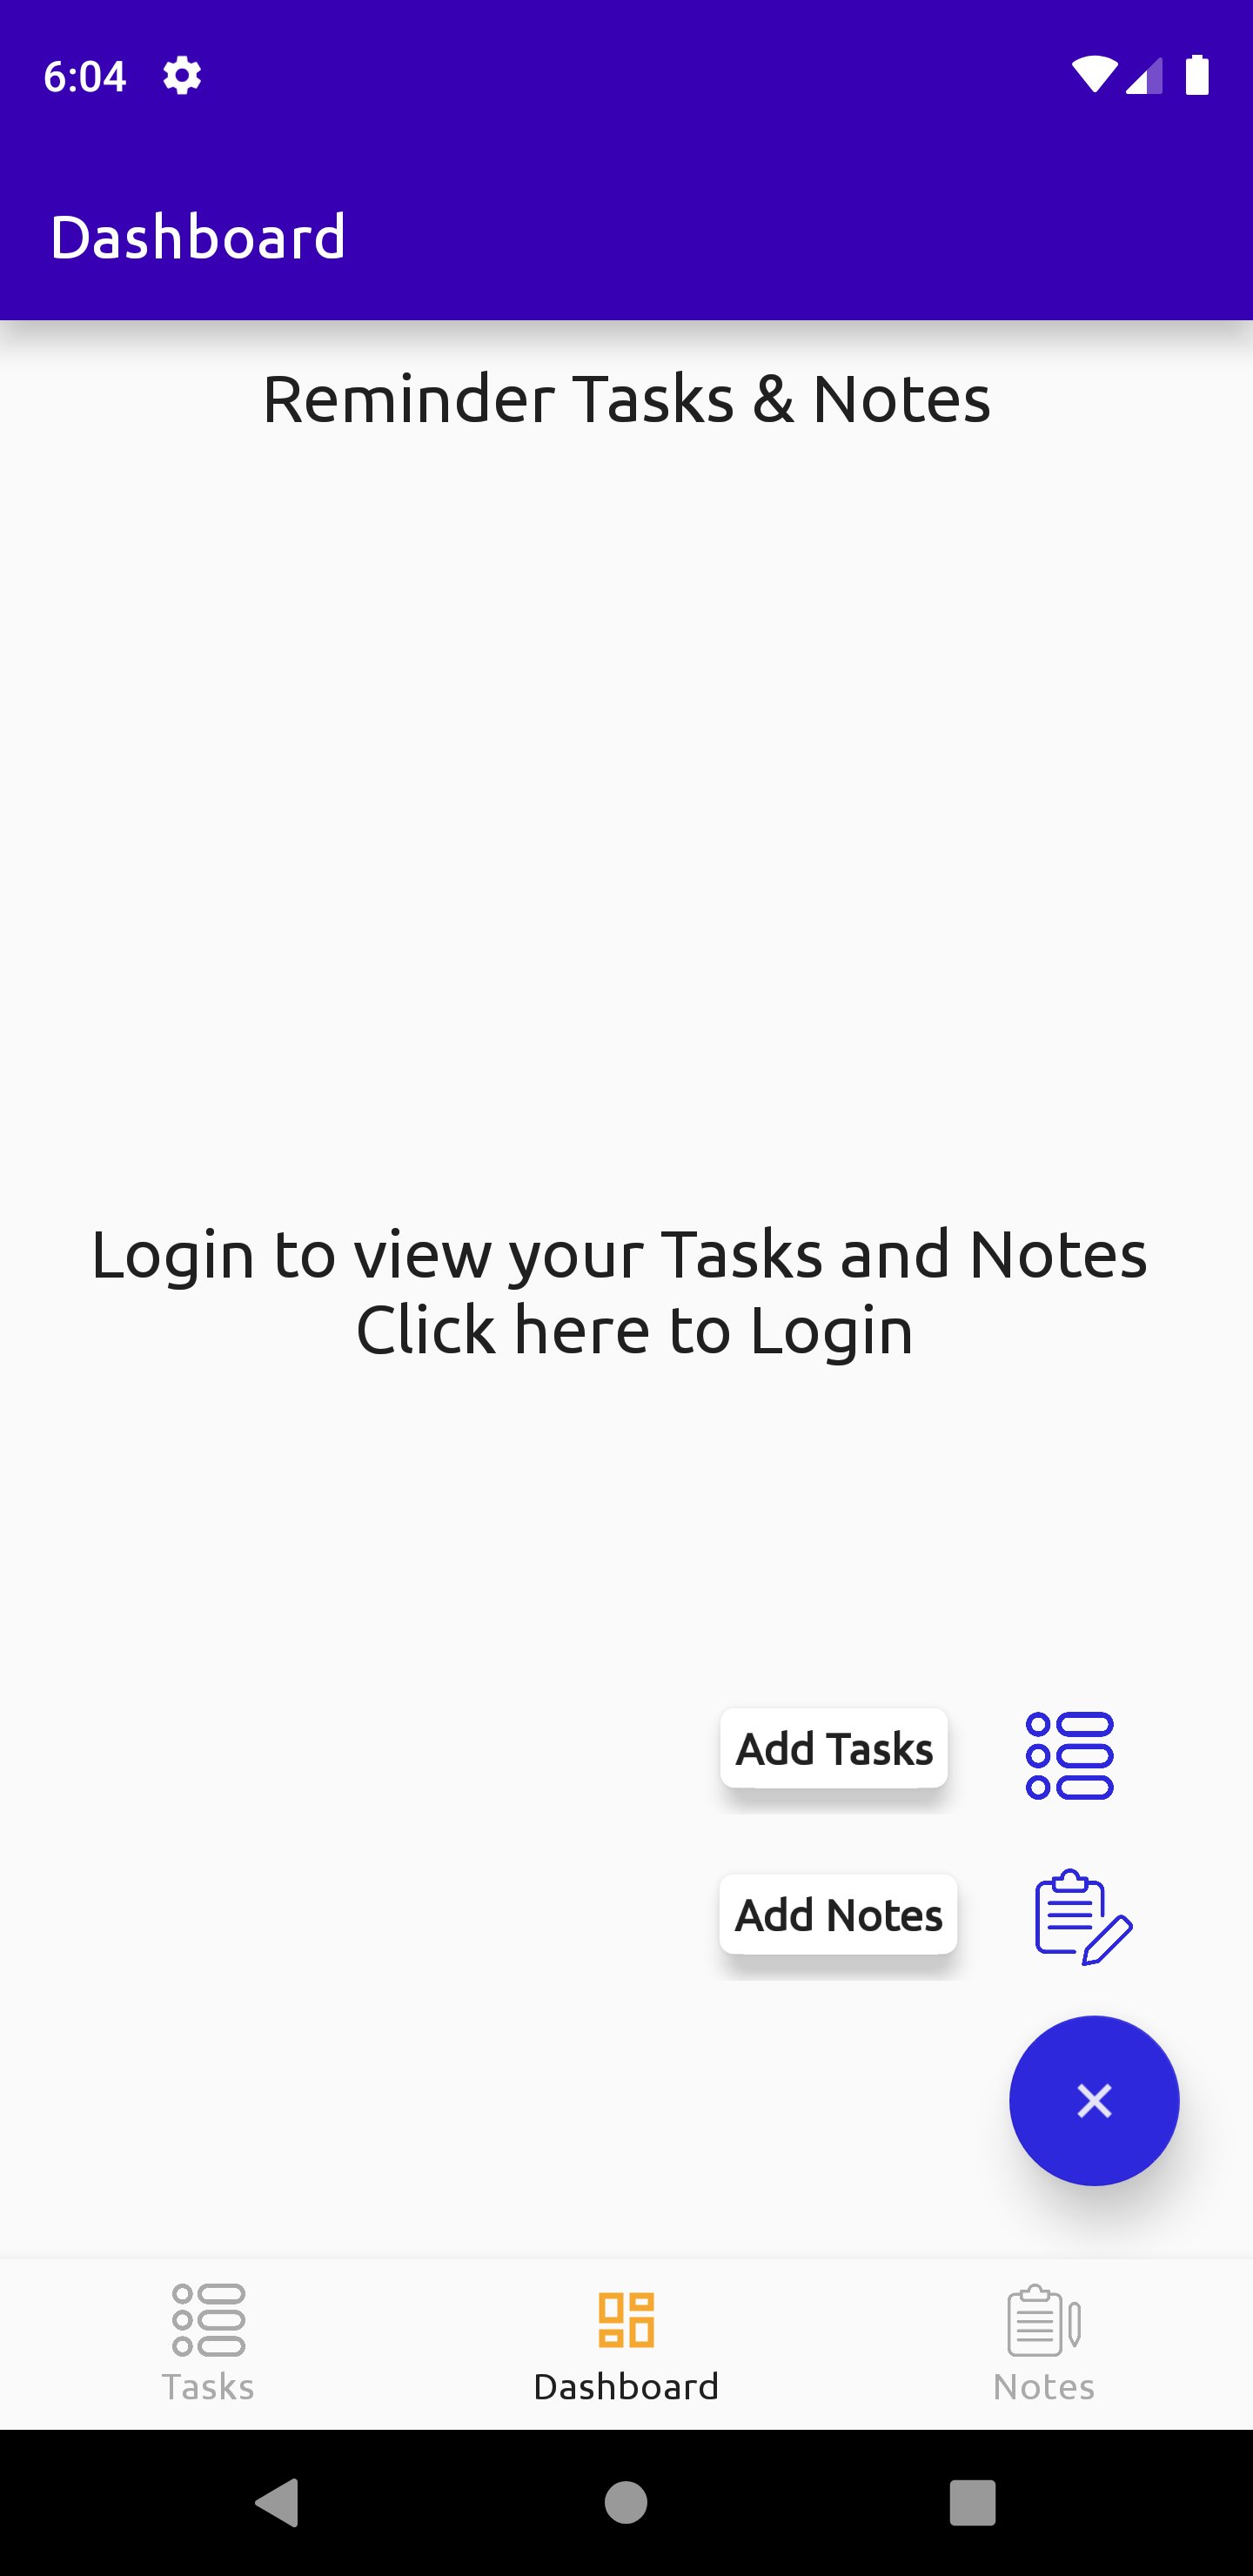 6:04
Dashboard
Reminder Tasks & Notes
Login to view your Tasks and Notes
Click here to Login
Add Tasks
Add Notes
Tasks
Dashboard
Notes